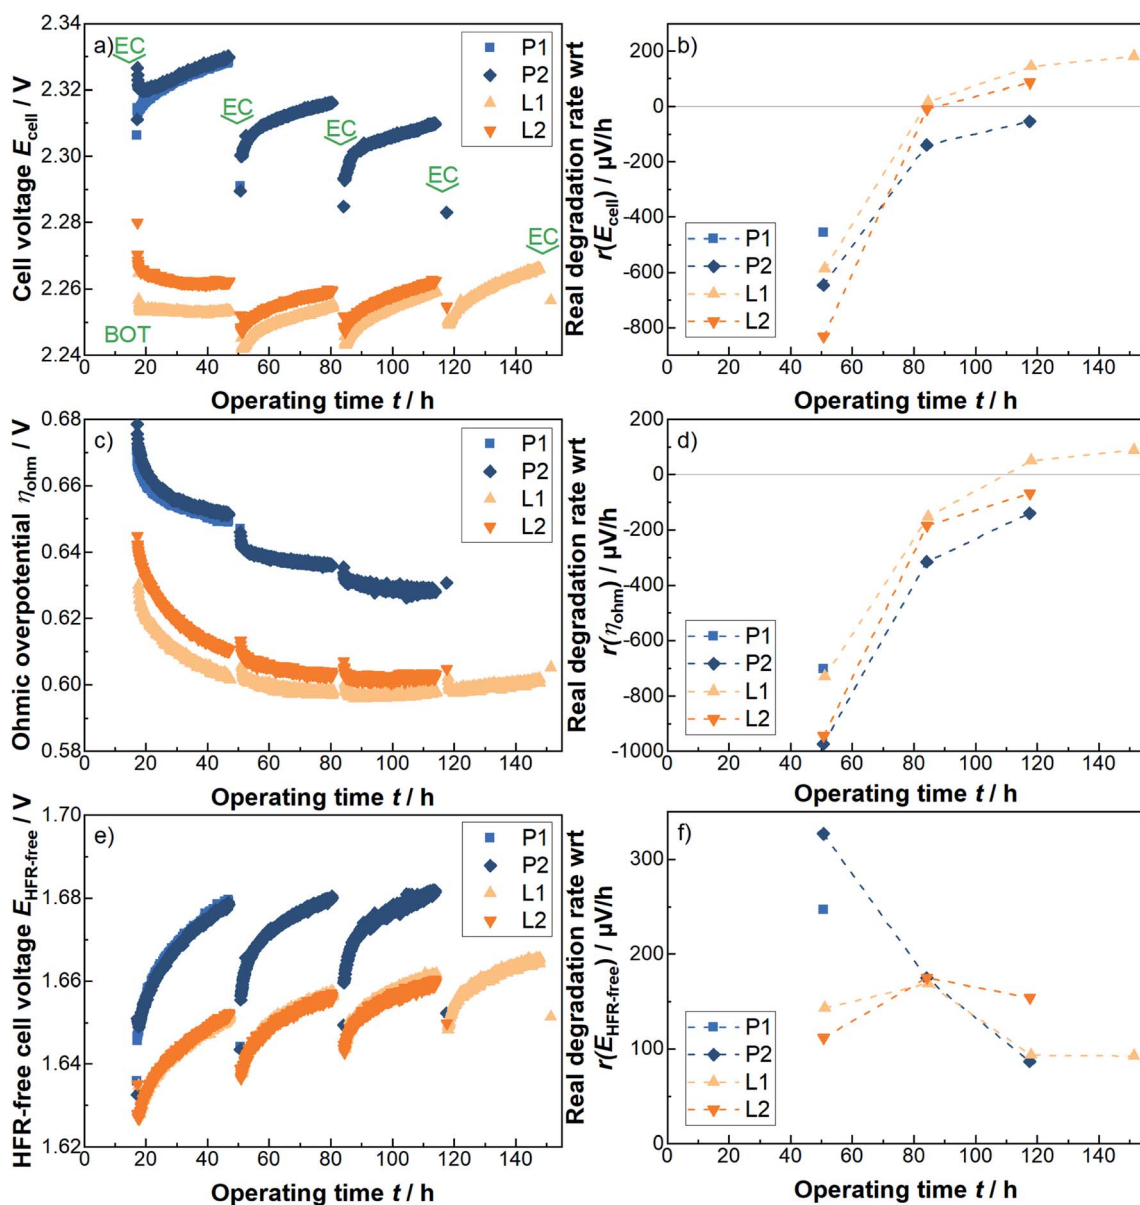 a)
EC
EC
EC
EC
EC
BOT
P1
P2
L1
L2
2.34
2.32
2.30
2.28
2.26
2.24
Cell voltage E_cell / V
0 20 40 60 80 100 120 140
Operating time t / h
b)
P1
P2
L1
L2
200
0
-200
-400
-600
-800
Real degradation rate wrt
r(E_cell) / µV/h
0 20 40 60 80 100 120 140
Operating time t / h
c)
P1
P2
L1
L2
0.68
0.66
0.64
0.62
0.60
0.58
Ohmic overpotential η_ohm / V
0 20 40 60 80 100 120 140
Operating time t / h
d)
P1
P2
L1
L2
200
0
-200
-400
-600
-800
-1000
Real degradation rate wrt
r(η_ohm) / µV/h
0 20 40 60 80 100 120 140
Operating time t / h
e)
P1
P2
L1
L2
1.70
1.68
1.66
1.64
1.62
HFR-free cell voltage E_HFR-free / V
0 20 40 60 80 100 120 140
Operating time t / h
f)
P1
P2
L1
L2
300
200
100
0
Real degradation rate wrt
r(E_HFR-free) / µV/h
0 20 40 60 80 100 120 140
Operating time t / h